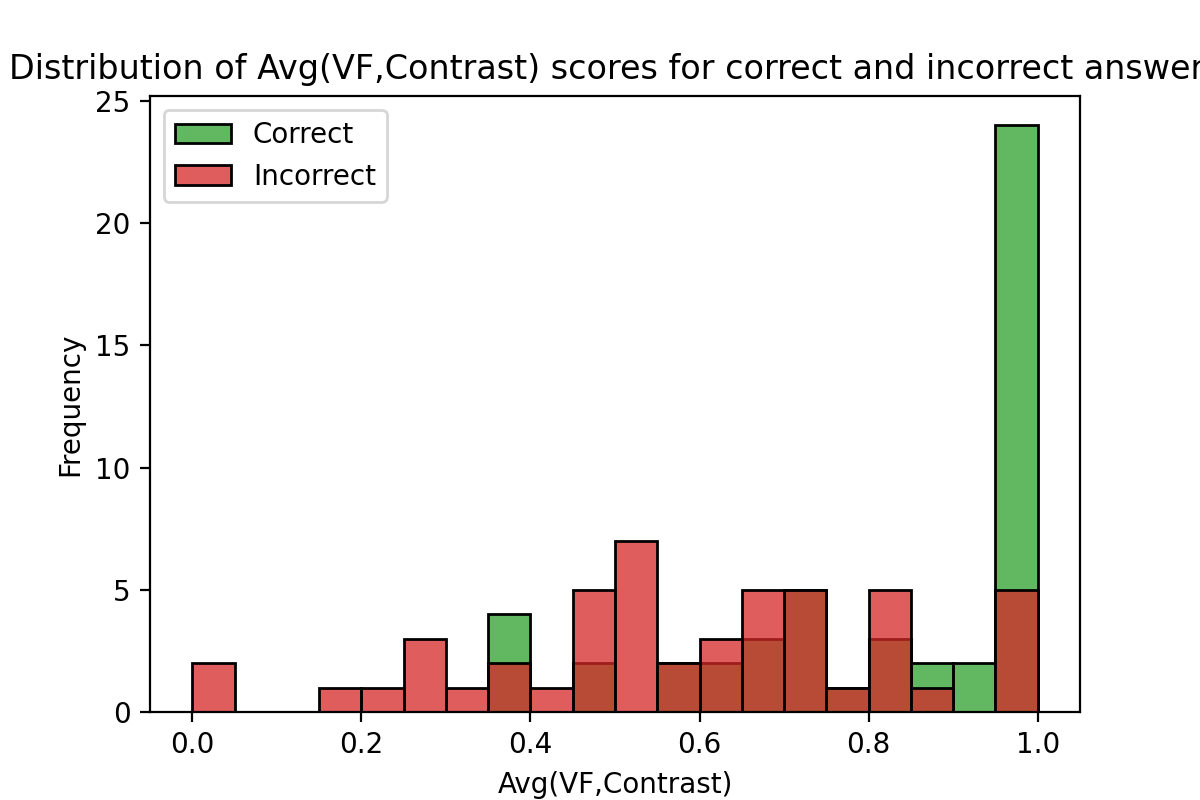 Distribution of Avg(VF,Contrast) scores for correct and incorrect answer
Correct
Incorrect
Frequency
25
20
15
10
5
0
0.0 0.2 0.4 0.6 0.8 1.0
Avg(VF,Contrast)